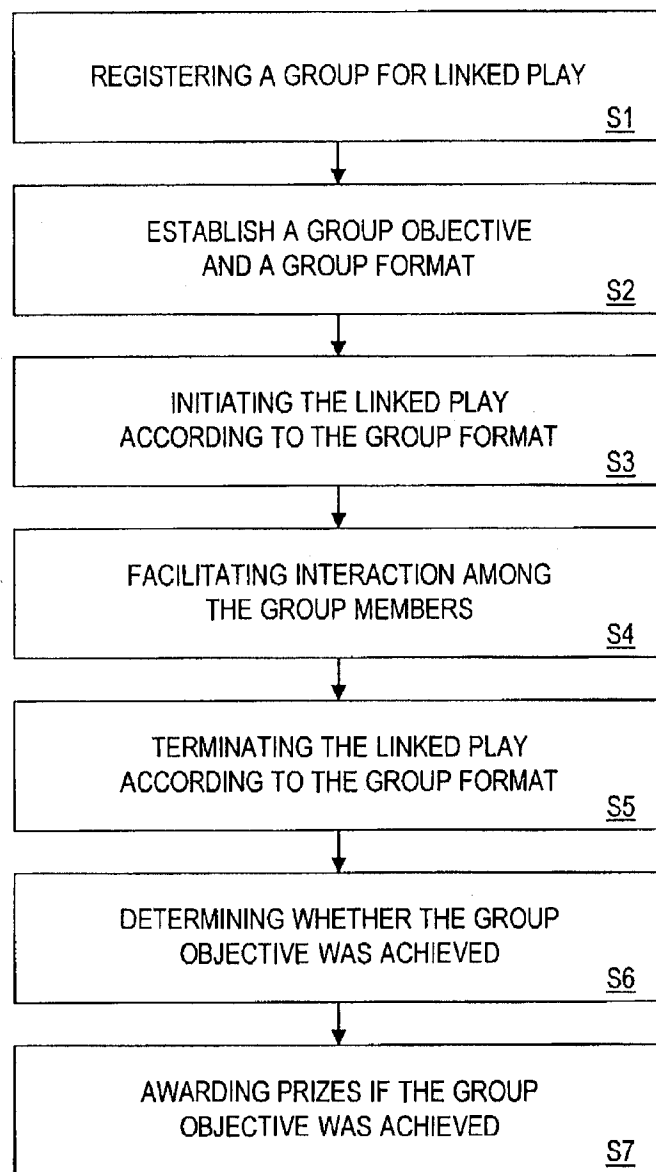 REGISTERING A GROUP FOR LINKED PLAY
S1
ESTABLISH A GROUP OBJECTIVE
AND A GROUP FORMAT
S2
INITIATING THE LINKED PLAY
ACCORDING TO THE GROUP FORMAT
S3
FACILITATING INTERACTION AMONG
THE GROUP MEMBERS
S4
TERMINATING THE LINKED PLAY
ACCORDING TO THE GROUP FORMAT
S5
DETERMINING WHETHER THE GROUP
OBJECTIVE WAS ACHIEVED
S6
AWARDING PRIZES IF THE GROUP
OBJECTIVE WAS ACHIEVED
S7